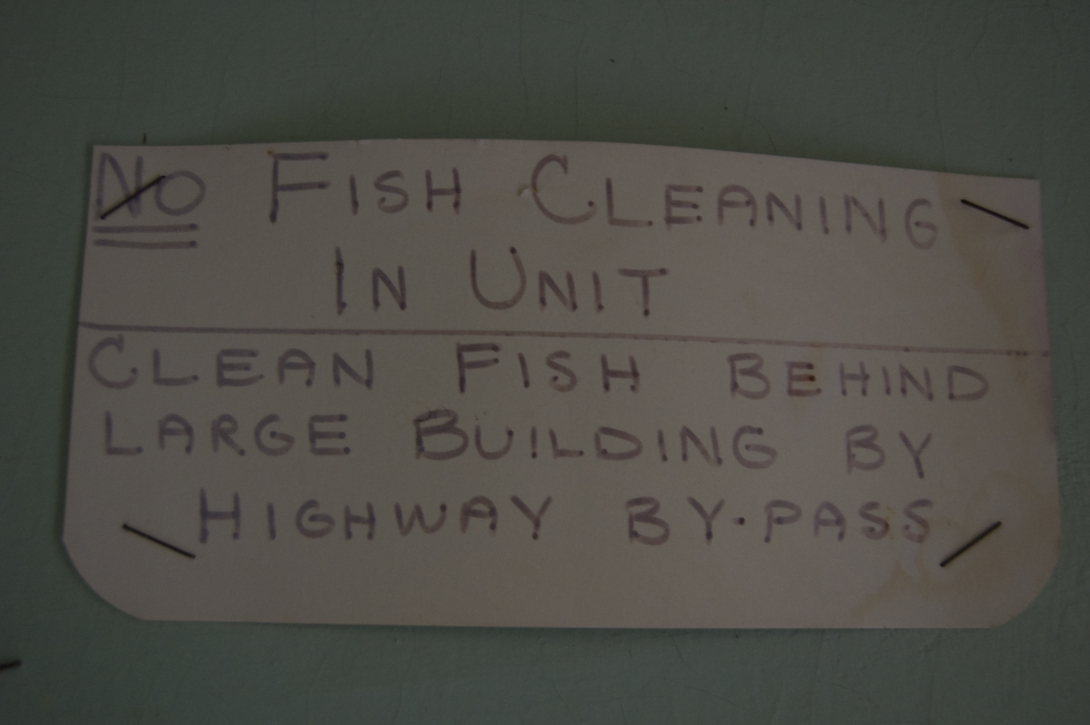 NO FISH CLEANING
IN UNIT
CLEAN FISH BEHIND
LARGE BUILDING BY
HIGHWAY BY-PASS